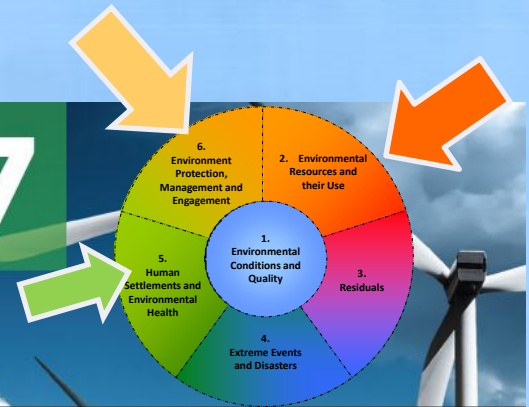 7
6.
Environment
Protection,
Management and
Engagement
2. Environmental
Resources and
their Use
1.
Environmental
Conditions and
Quality
3.
Residuals
5.
Human
Settlements and
Environmental
Health
4.
Extreme Events
and Disasters